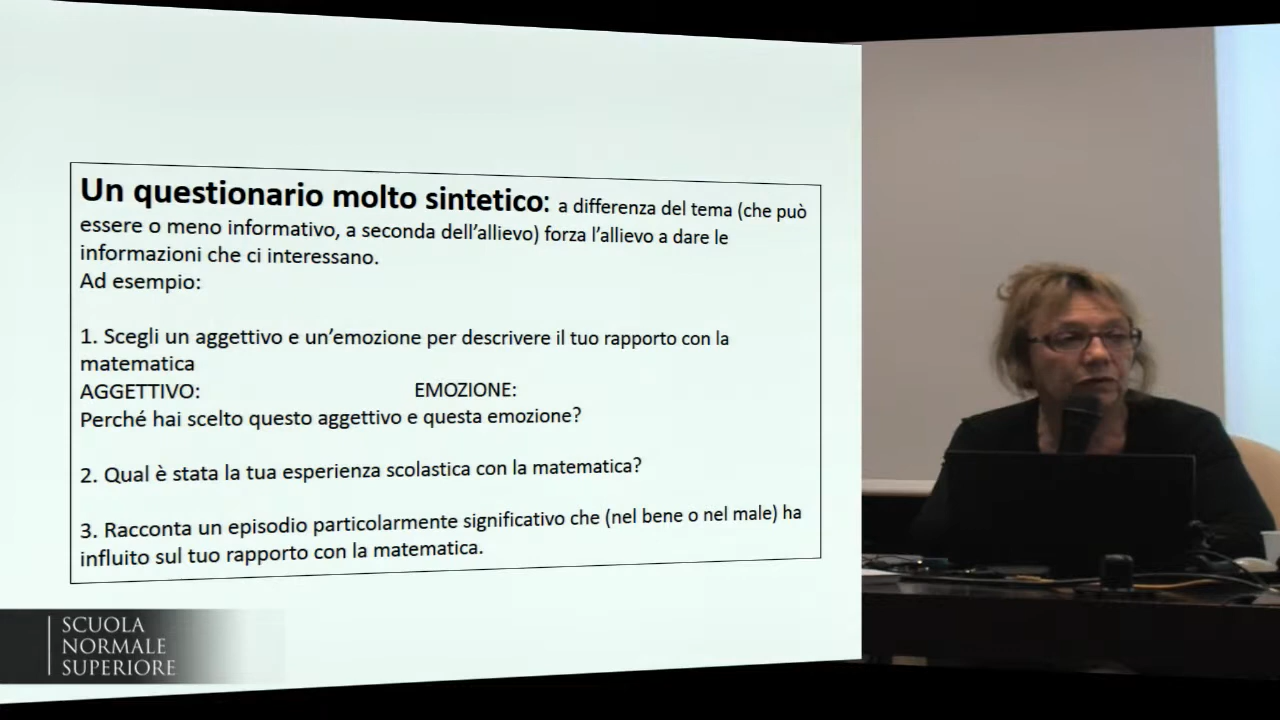 Un questionario molto sintetico: a differenza del tema (che può
essere o meno informativo, a seconda dell'allievo) forza l'allievo a dare le
informazioni che ci interessano.
Ad esempio:
1. Scegli un aggettivo e un'emozione per descrivere il tuo rapporto con la
matematica
AGGETTIVO: EMOZIONE:
Perché hai scelto questo aggettivo e questa emozione?
2. Qual è stata la tua esperienza scolastica con la matematica?
3. Racconta un episodio particolarmente significativo che (nel bene o nel male) ha
influito sul tuo rapporto con la matematica.
SCUOLA
NORMALE
SUPERIORE